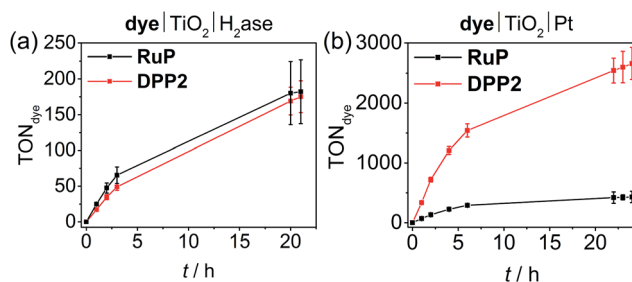 dye|TiO2|H2ase
dye|TiO2|Pt
(a)
250
200
150
100
50
0
TONdye
RuP
DPP2
0
5
10
15
20
t / h
(b)
3000
2000
1000
0
TONdye
RuP
DPP2
0
5
10
15
20
t / h